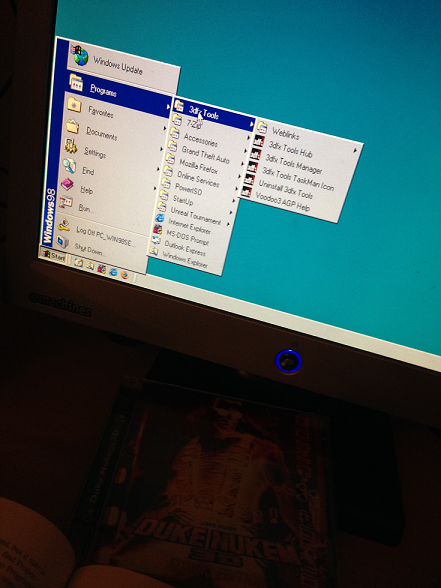 Windows Update
Programs
Favorites
Documents
Settings
Find
Help
Run...
Log Off PC_WIN98SE...
Shut Down...
Windows98
Start
3dfx Tools
7-Zip
Accessories
Grand Theft Auto
Mozilla Firefox
Online Services
PowerISO
StartUp
Unreal Tournament
Internet Explorer
MS-DOS Prompt
Outlook Express
Windows Explorer
Weblinks
3dfx Tools Hub
3dfx Tools Manager
3dfx Tools TaskMan Icon
Uninstall 3dfx Tools
Voodoo3 AGP Help
emachines
DUKE NUKEM
3D